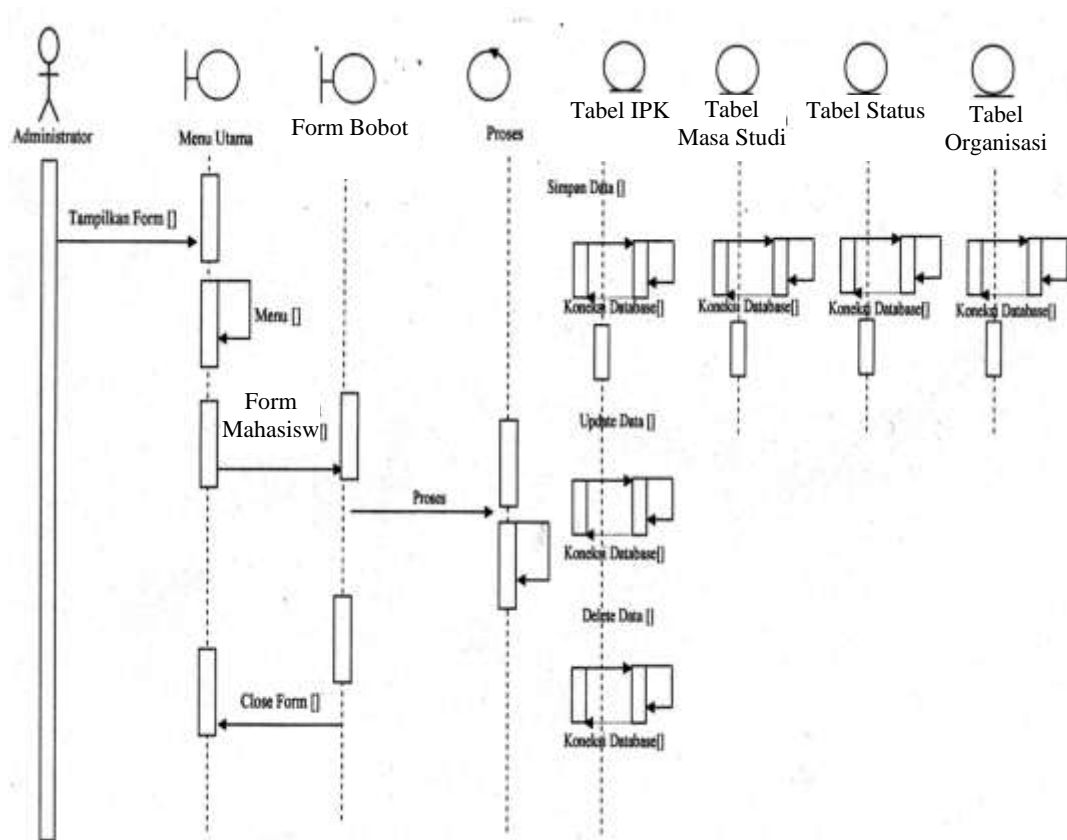 Administrator
Menu Utama
Form Bobot
Proses
Tabel IPK
Tabel
Masa Studi
Tabel Status
Tabel
Organisasi
Simpan Data []
Tampilkan Form []
Koneksi Database[]
Koneksi Database[]
Koneksi Database[]
Koneksi Database[]
Menu []
Form
Mahasisw[]
Update Data []
Proses
Koneksi Database[]
Delete Data []
Close Form []
Koneksi Database[]